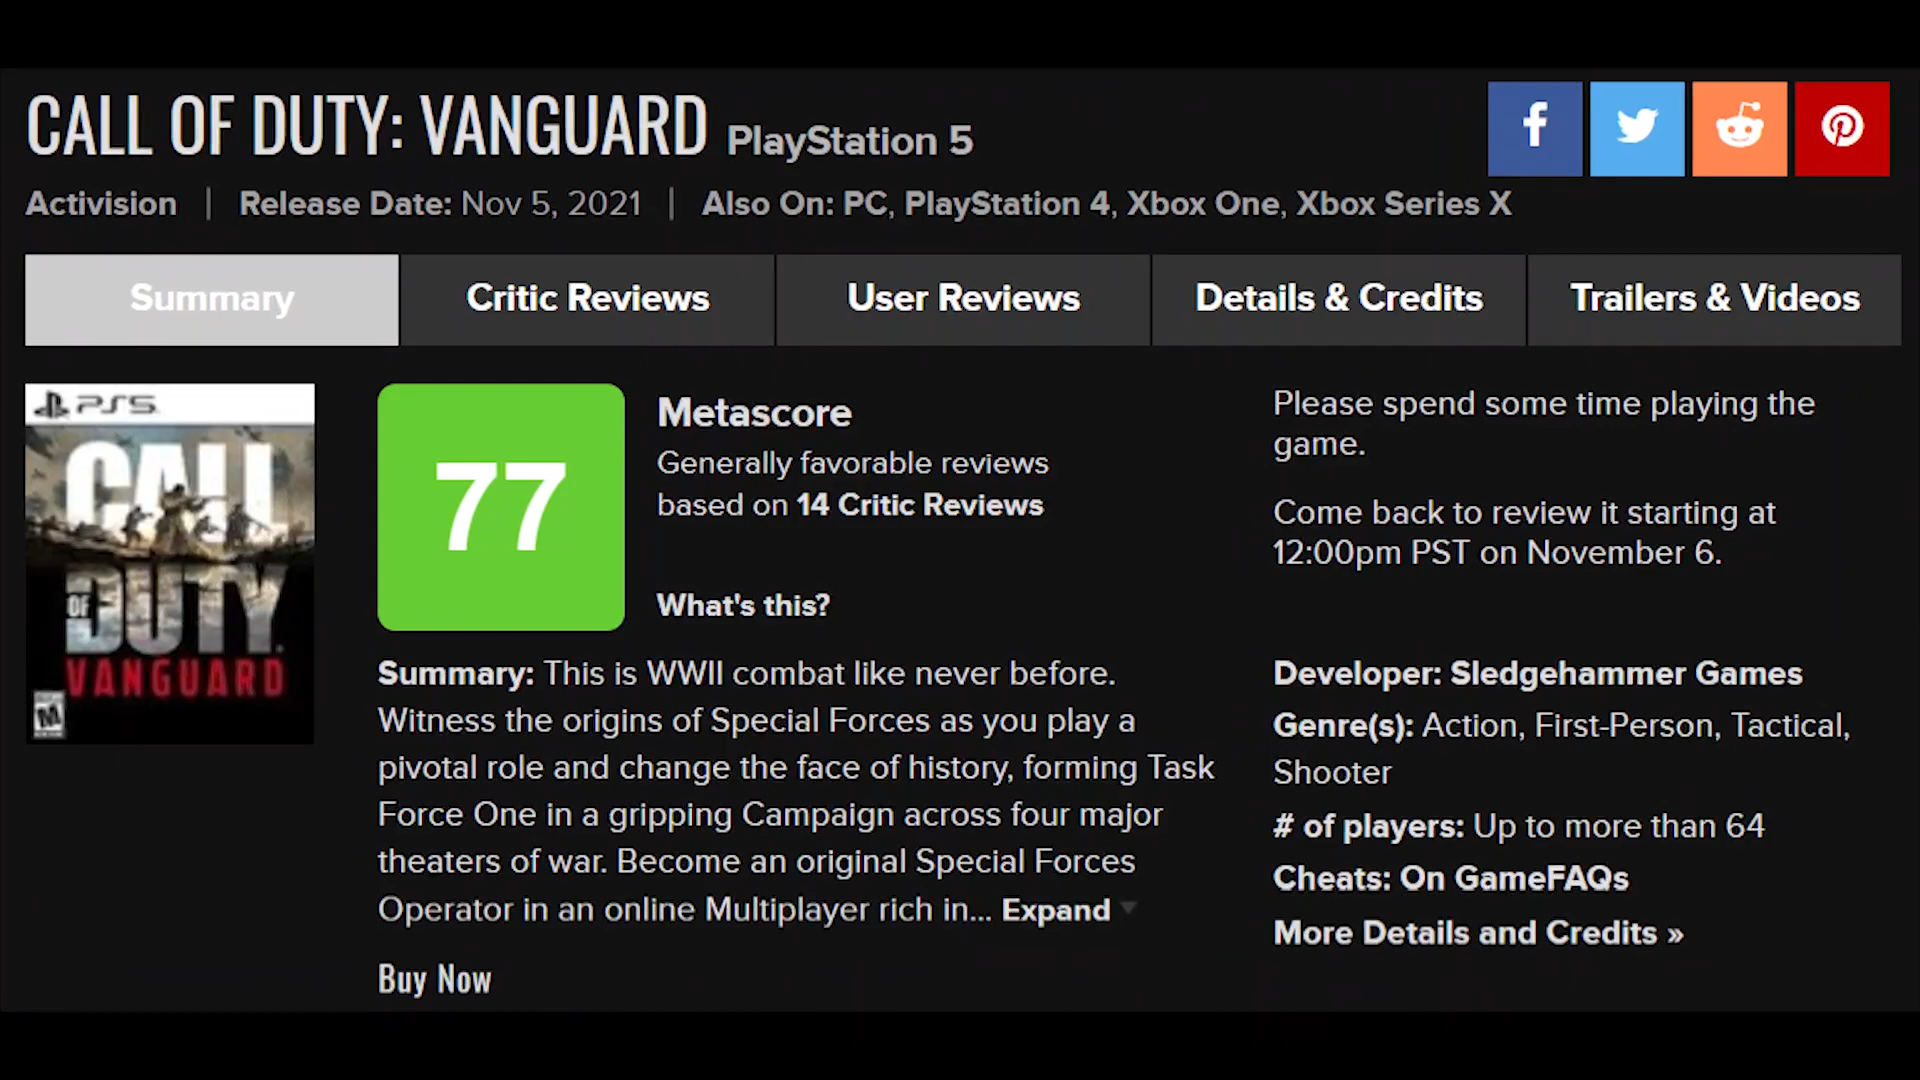 CALL OF DUTY: VANGUARD PlayStation 5
Activision | Release Date: Nov 5, 2021 | Also On: PC, PlayStation 4, Xbox One, Xbox Series X
Summary
Critic Reviews
User Reviews
Details & Credits
Trailers & Videos
PS5
CALL
OF DUTY
VANGUARD
M
77
Metascore
Generally favorable reviews
based on 14 Critic Reviews
What's this?
Please spend some time playing the
game.
Come back to review it starting at
12:00pm PST on November 6.
Summary: This is WWII combat like never before.
Witness the origins of Special Forces as you play a
pivotal role and change the face of history, forming Task
Force One in a gripping Campaign across four major
theaters of war. Become an original Special Forces
Operator in an online Multiplayer rich in... Expand
Buy Now
Developer: Sledgehammer Games
Genre(s): Action, First-Person, Tactical,
Shooter
# of players: Up to more than 64
Cheats: On GameFAQs
More Details and Credits »